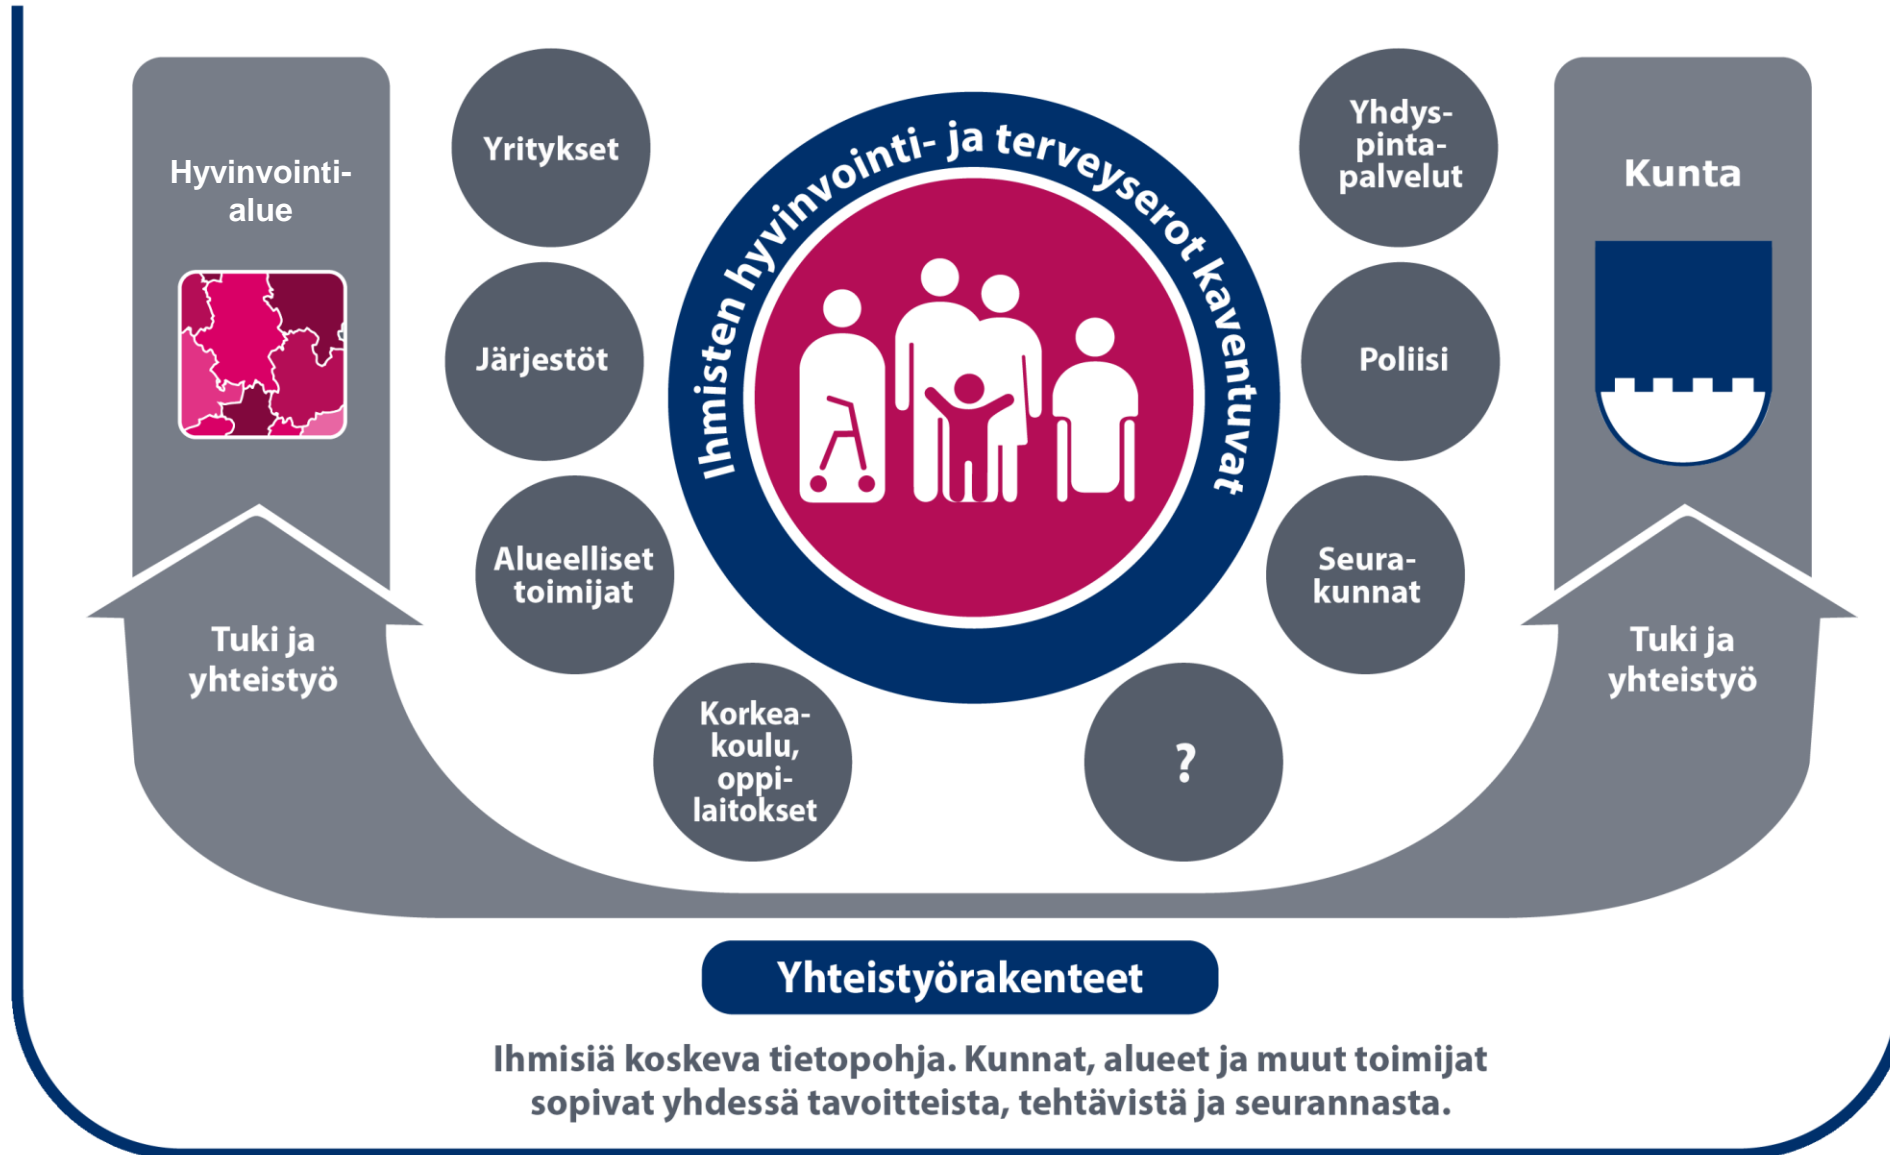 Hyvinvointi-
alue
Tuki ja
yhteistyö
Yritykset
Järjestöt
Alueelliset
toimijat
Korkea-
koulu,
oppi-
laitokset
Ihmisten hyvinvointi- ja terveyserot kaventuvat
Yhdys-
pinta-
palvelut
Poliisi
Seura-
kunnat
?
Kunta
Tuki ja
yhteistyö
Yhteistyörakenteet
Ihmisiä koskeva tietopohja. Kunnat, alueet ja muut toimijat
sopivat yhdessä tavoitteista, tehtävistä ja seurannasta.